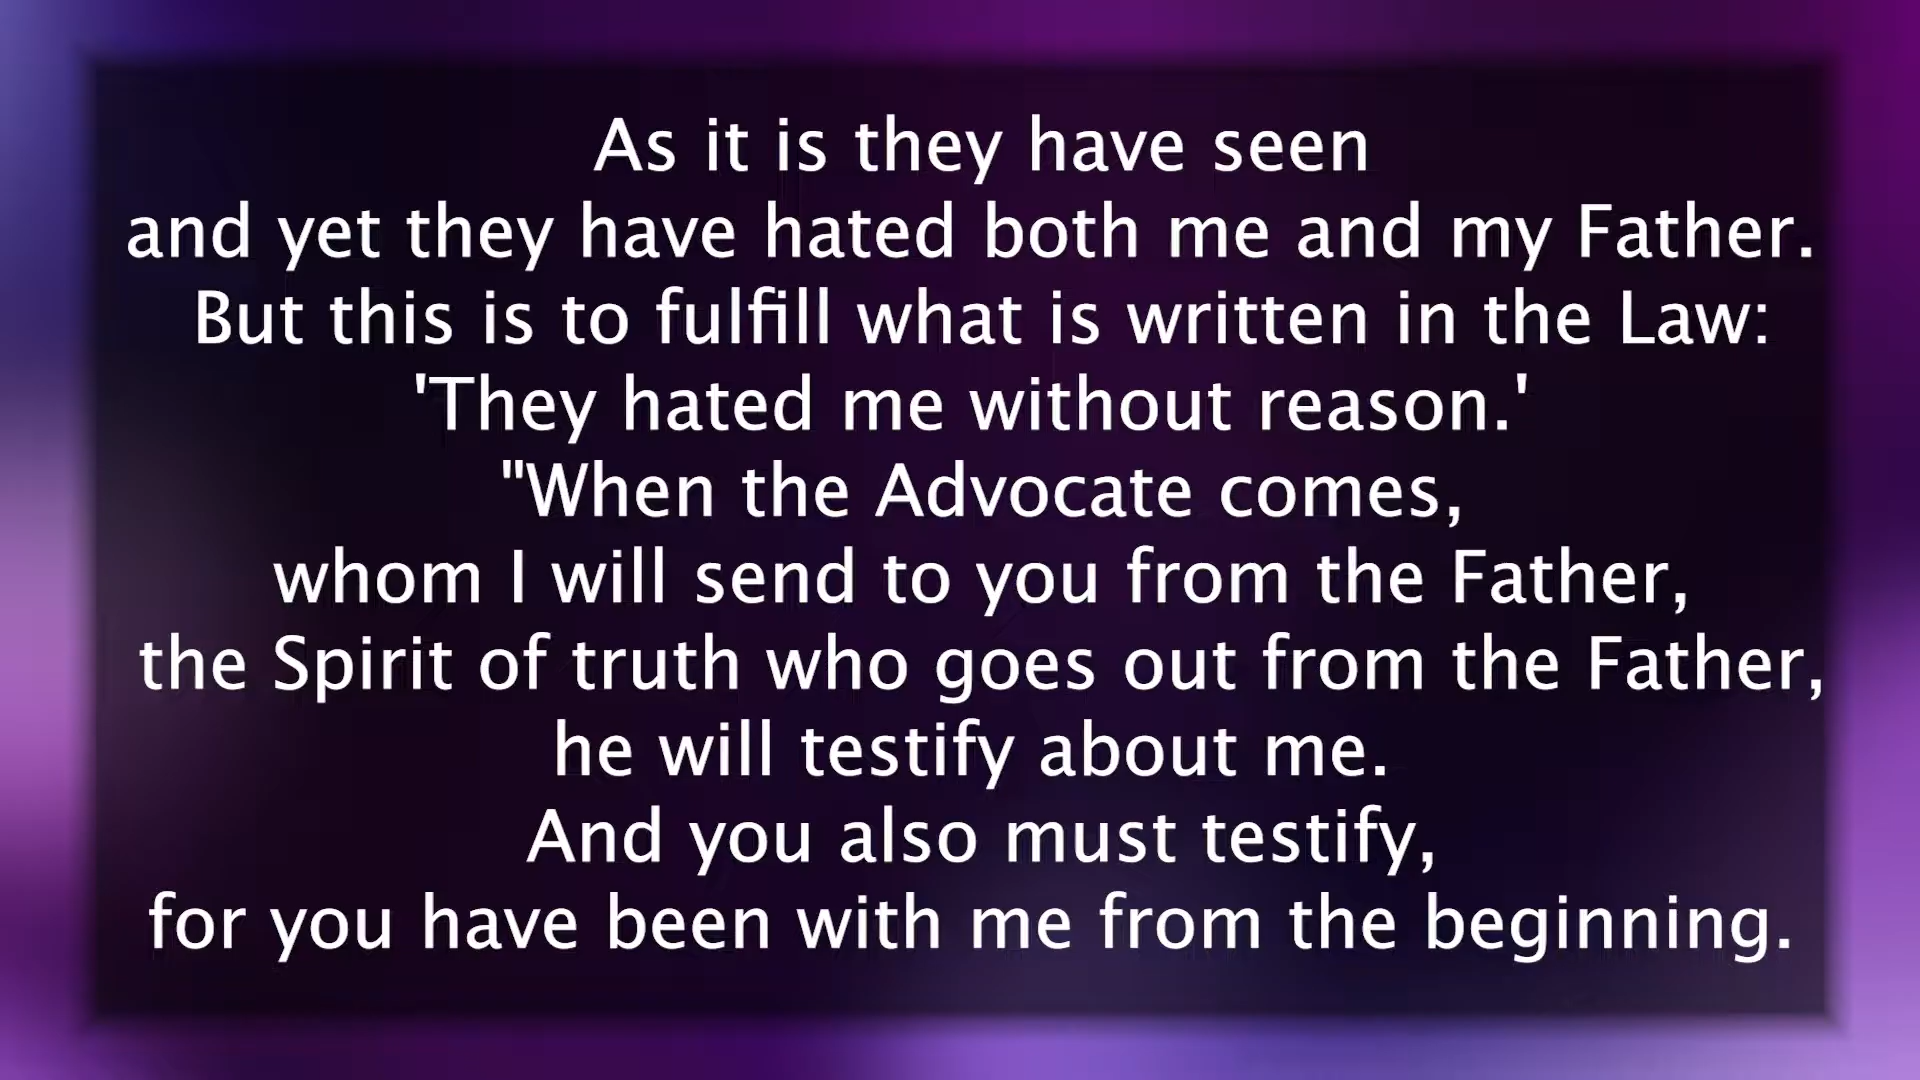 As it is they have seen
and yet they have hated both me and my Father.
But this is to fulfill what is written in the Law:
'They hated me without reason.'
"When the Advocate comes,
whom I will send to you from the Father,
the Spirit of truth who goes out from the Father,
he will testify about me.
And you also must testify,
for you have been with me from the beginning.